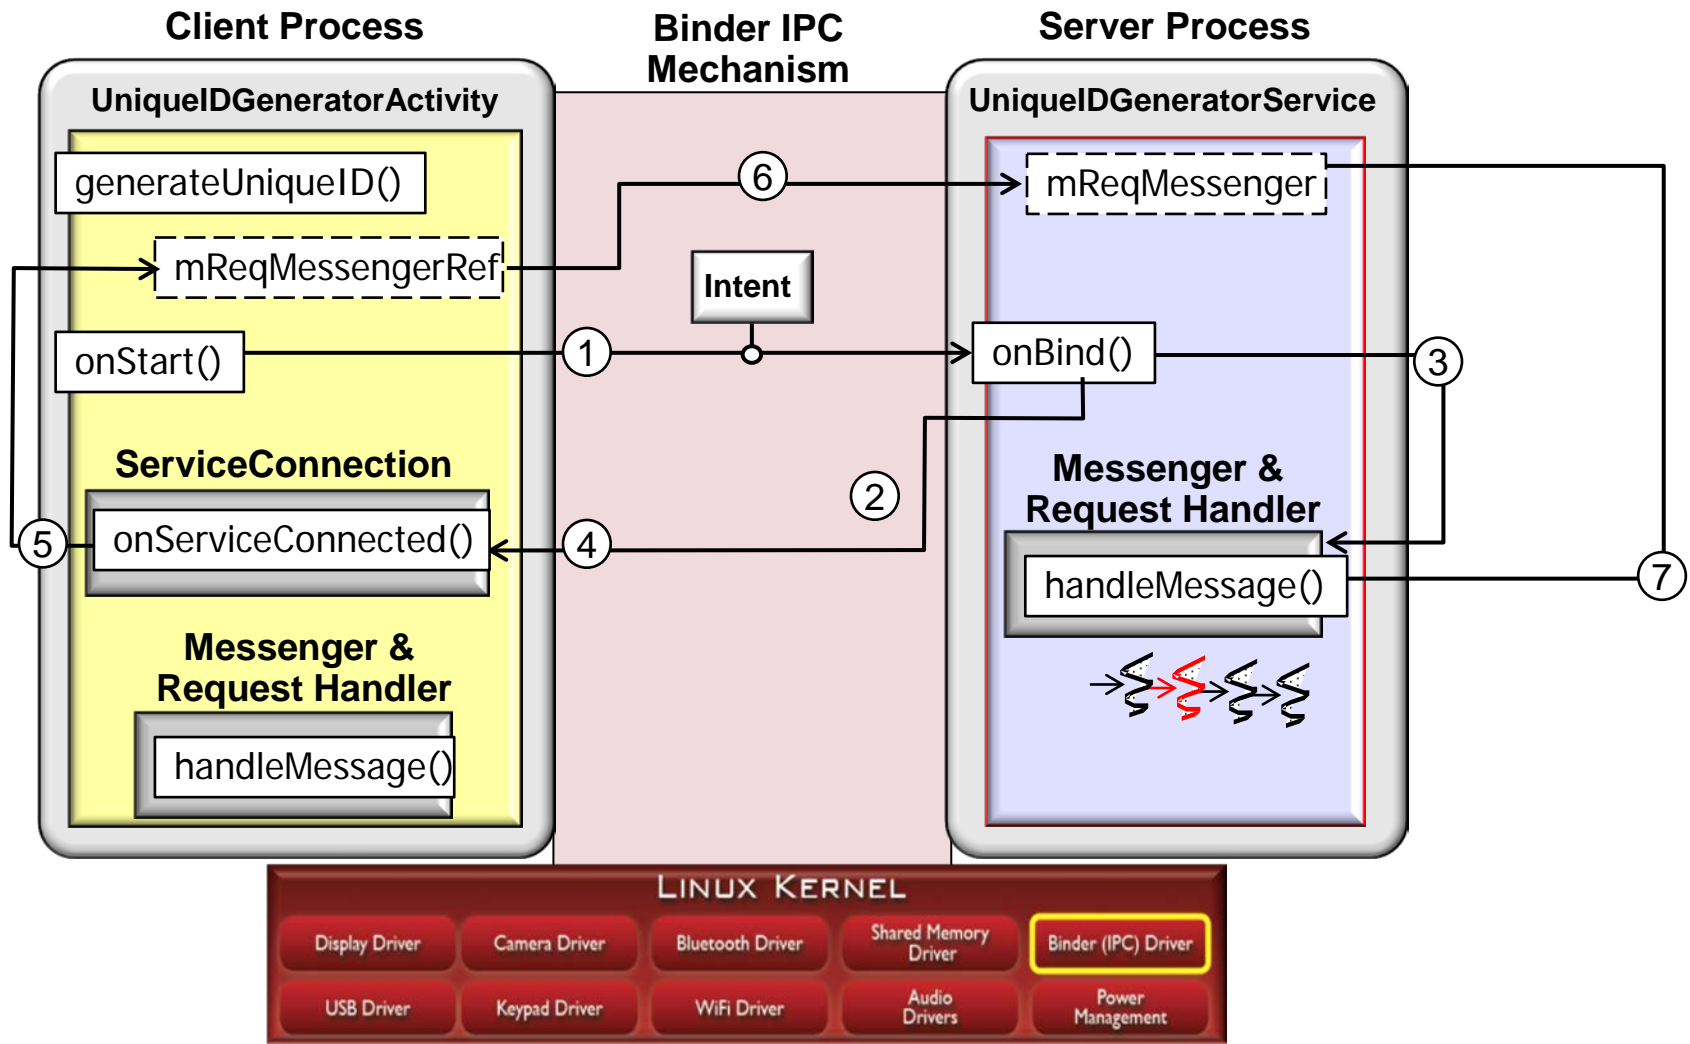 Client Process
Binder IPC
Mechanism
Server Process
UniqueIDGeneratorActivity
UniqueIDGeneratorService
generateUniqueID()
6
mReqMessenger
mReqMessengerRef
Intent
onStart()
1
onBind()
3
ServiceConnection
2
Messenger &
Request Handler
5
onServiceConnected()
4
handleMessage()
7
Messenger &
Request Handler
handleMessage()
LINUX KERNEL
Display Driver
Camera Driver
Bluetooth Driver
Shared Memory
Driver
Binder (IPC) Driver
USB Driver
Keypad Driver
WiFi Driver
Audio
Drivers
Power
Management